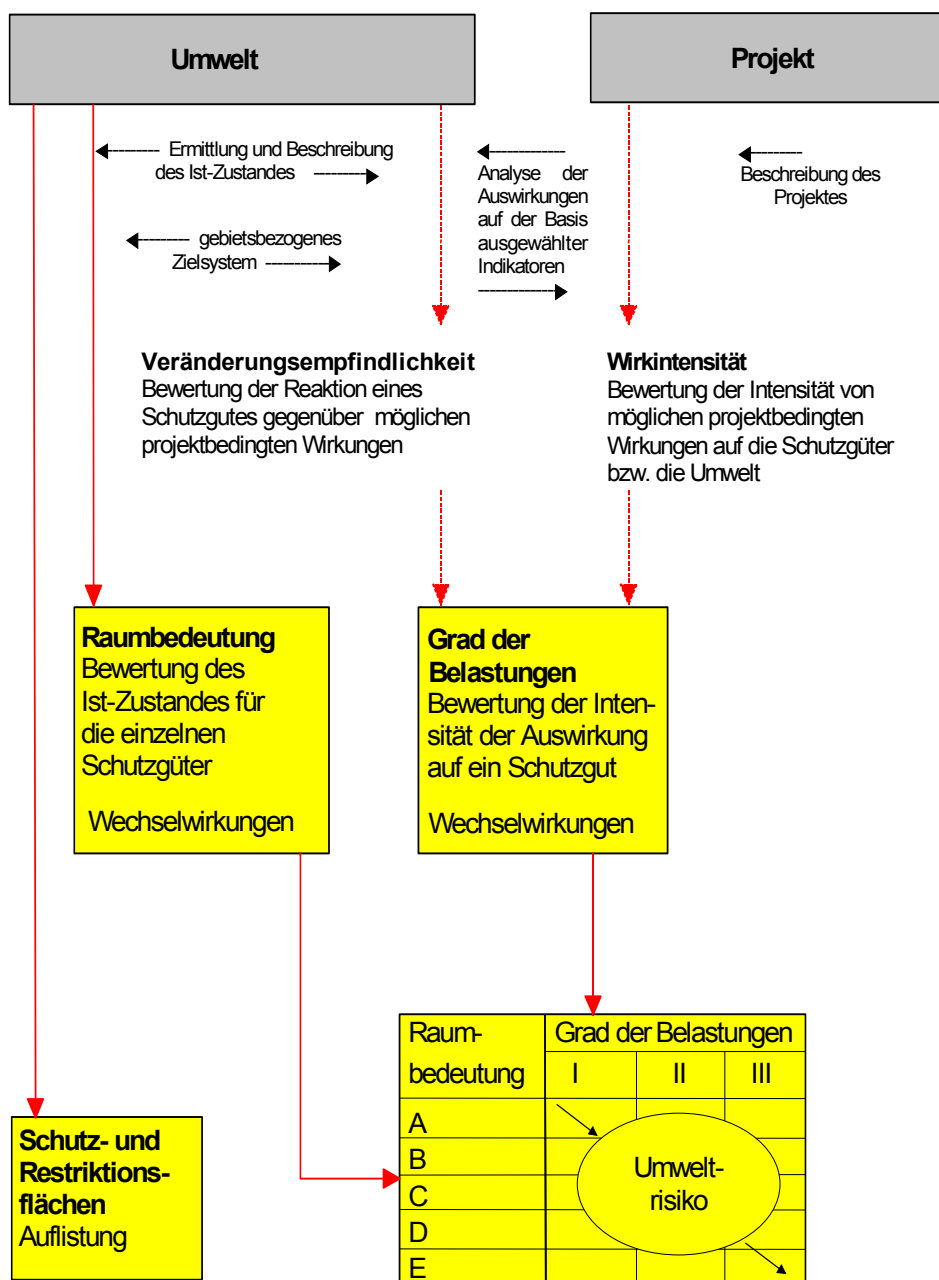 Umwelt
Projekt
Ermittlung und Beschreibung
des Ist-Zustandes
gebietsbezogenes
Zielsystem
Analyse der
Auswirkungen
auf der Basis
ausgewählter
Indikatoren
Beschreibung des
Projektes
Veränderungsempfindlichkeit
Bewertung der Reaktion eines
Schutzgutes gegenüber möglichen
projektbedingten Wirkungen
Wirkintensität
Bewertung der Intensität von
möglichen projektbedingten
Wirkungen auf die Schutzgüter
bzw. die Umwelt
Raumbedeutung
Bewertung des
Ist-Zustandes für
die einzelnen
Schutzgüter
Wechselwirkungen
Grad der
Belastungen
Bewertung der Inten-
sität der Auswirkung
auf ein Schutzgut
Wechselwirkungen
Schutz- und
Restriktions-
flächen
Auflistung
Raum-
bedeutung
Grad der Belastungen
I II III
A
B
C
D
E
Umwelt-
risiko